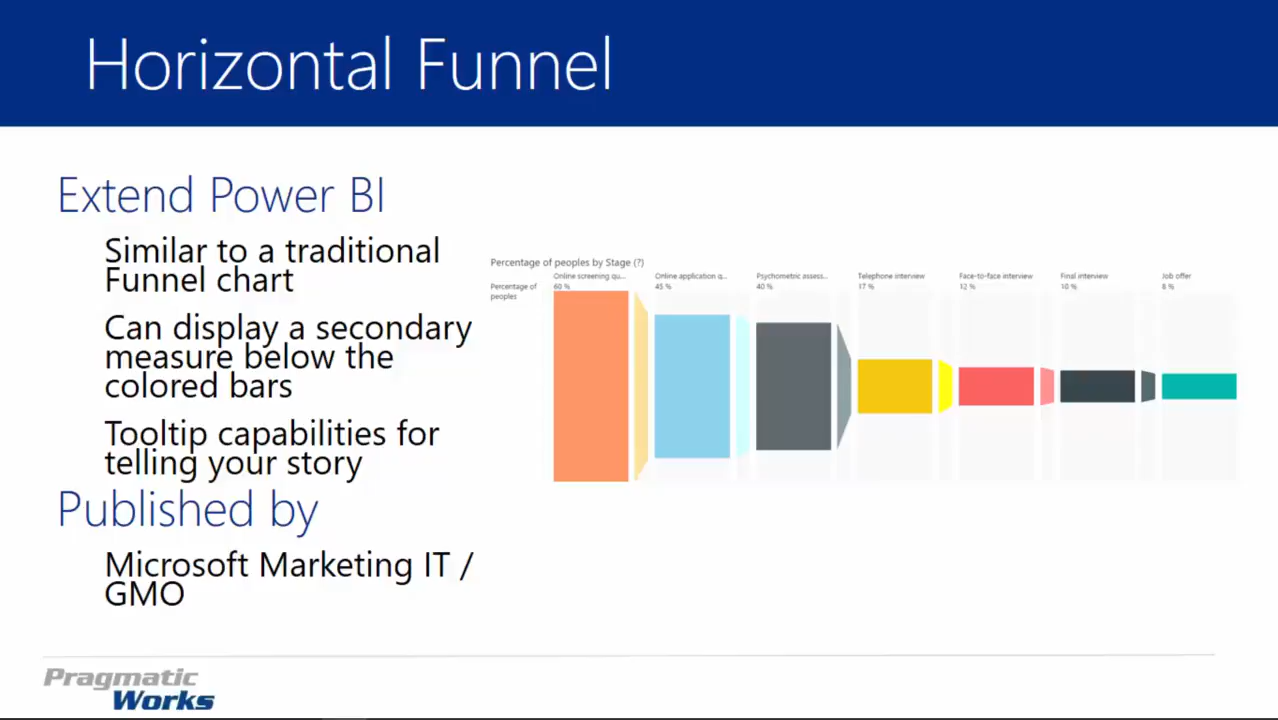 Horizontal Funnel
Extend Power BI
Similar to a traditional
Funnel chart
Can display a secondary
measure below the
colored bars
Tooltip capabilities for
telling your story
Published by
Microsoft Marketing IT /
GMO
Percentage of peoples by Stage (?)
Online screening qu... Online application q... Psychometric assess... Telephone interview Face-to-face interview Final interview Job offer
Percentage of 60 % 45 % 40 % 17 % 12 % 10 % 8 %
peoples
Pragmatic
Works